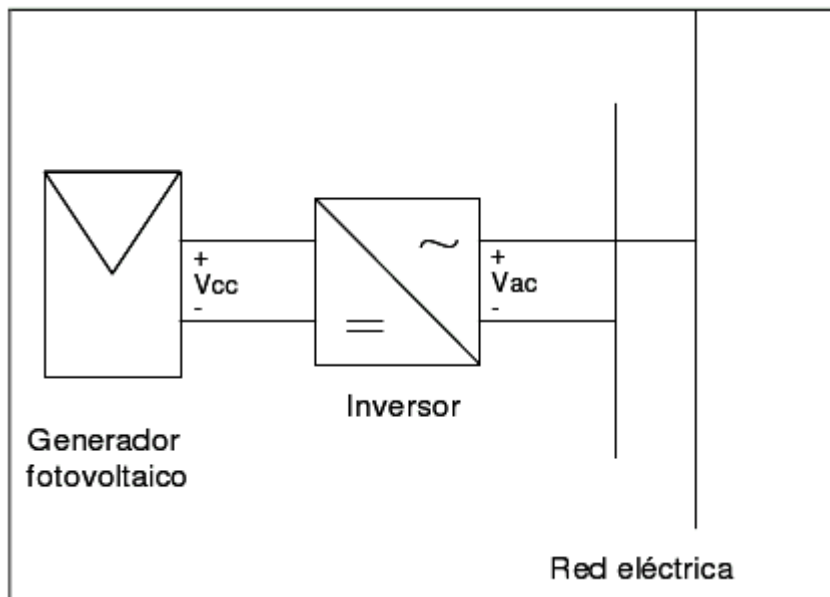 +
Vcc
-
~
=
+
Vac
-
Inversor
Generador
fotovoltaico
Red eléctrica